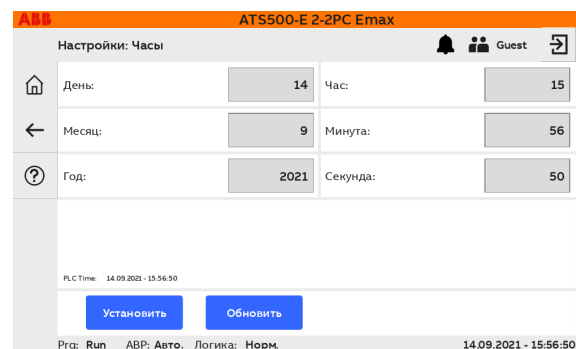 ABB ATS500-E 2-2PC Emax
Настройки: Часы Guest
День: 14 Час: 15
Месяц: 9 Минута: 56
Год: 2021 Секунда: 50
PLC Time: 14.09.2021 - 15:56:50
Установить Обновить
Prg: Run АВР: Авто. Логика: Норм. 14.09.2021 - 15:56:50